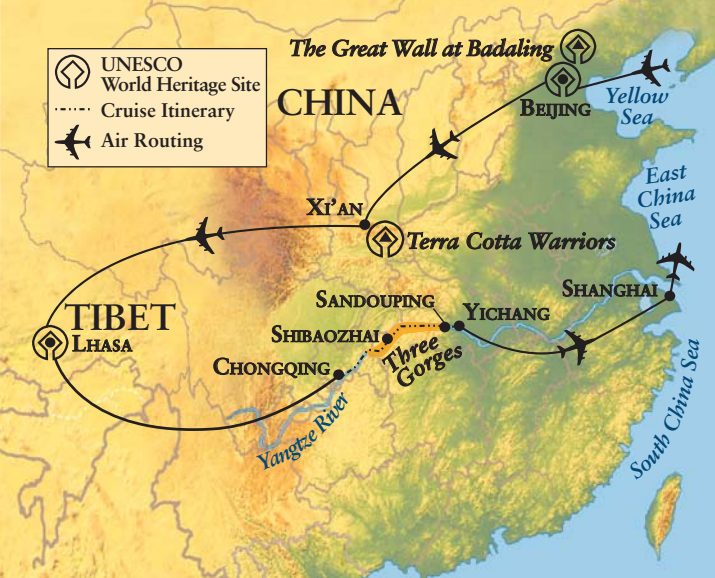 The Great Wall at Badaling
UNESCO
World Heritage Site
Cruise Itinerary
Air Routing
CHINA
BEIJING
Yellow
Sea
East
China
Sea
XI'AN
Terra Cotta Warriors
TIBET
LHASA
SANDOUPING
YICHANG
SHANGHAI
SHIBAOZHAI
Three
Gorges
CHONGQING
Yangtze River
South China Sea